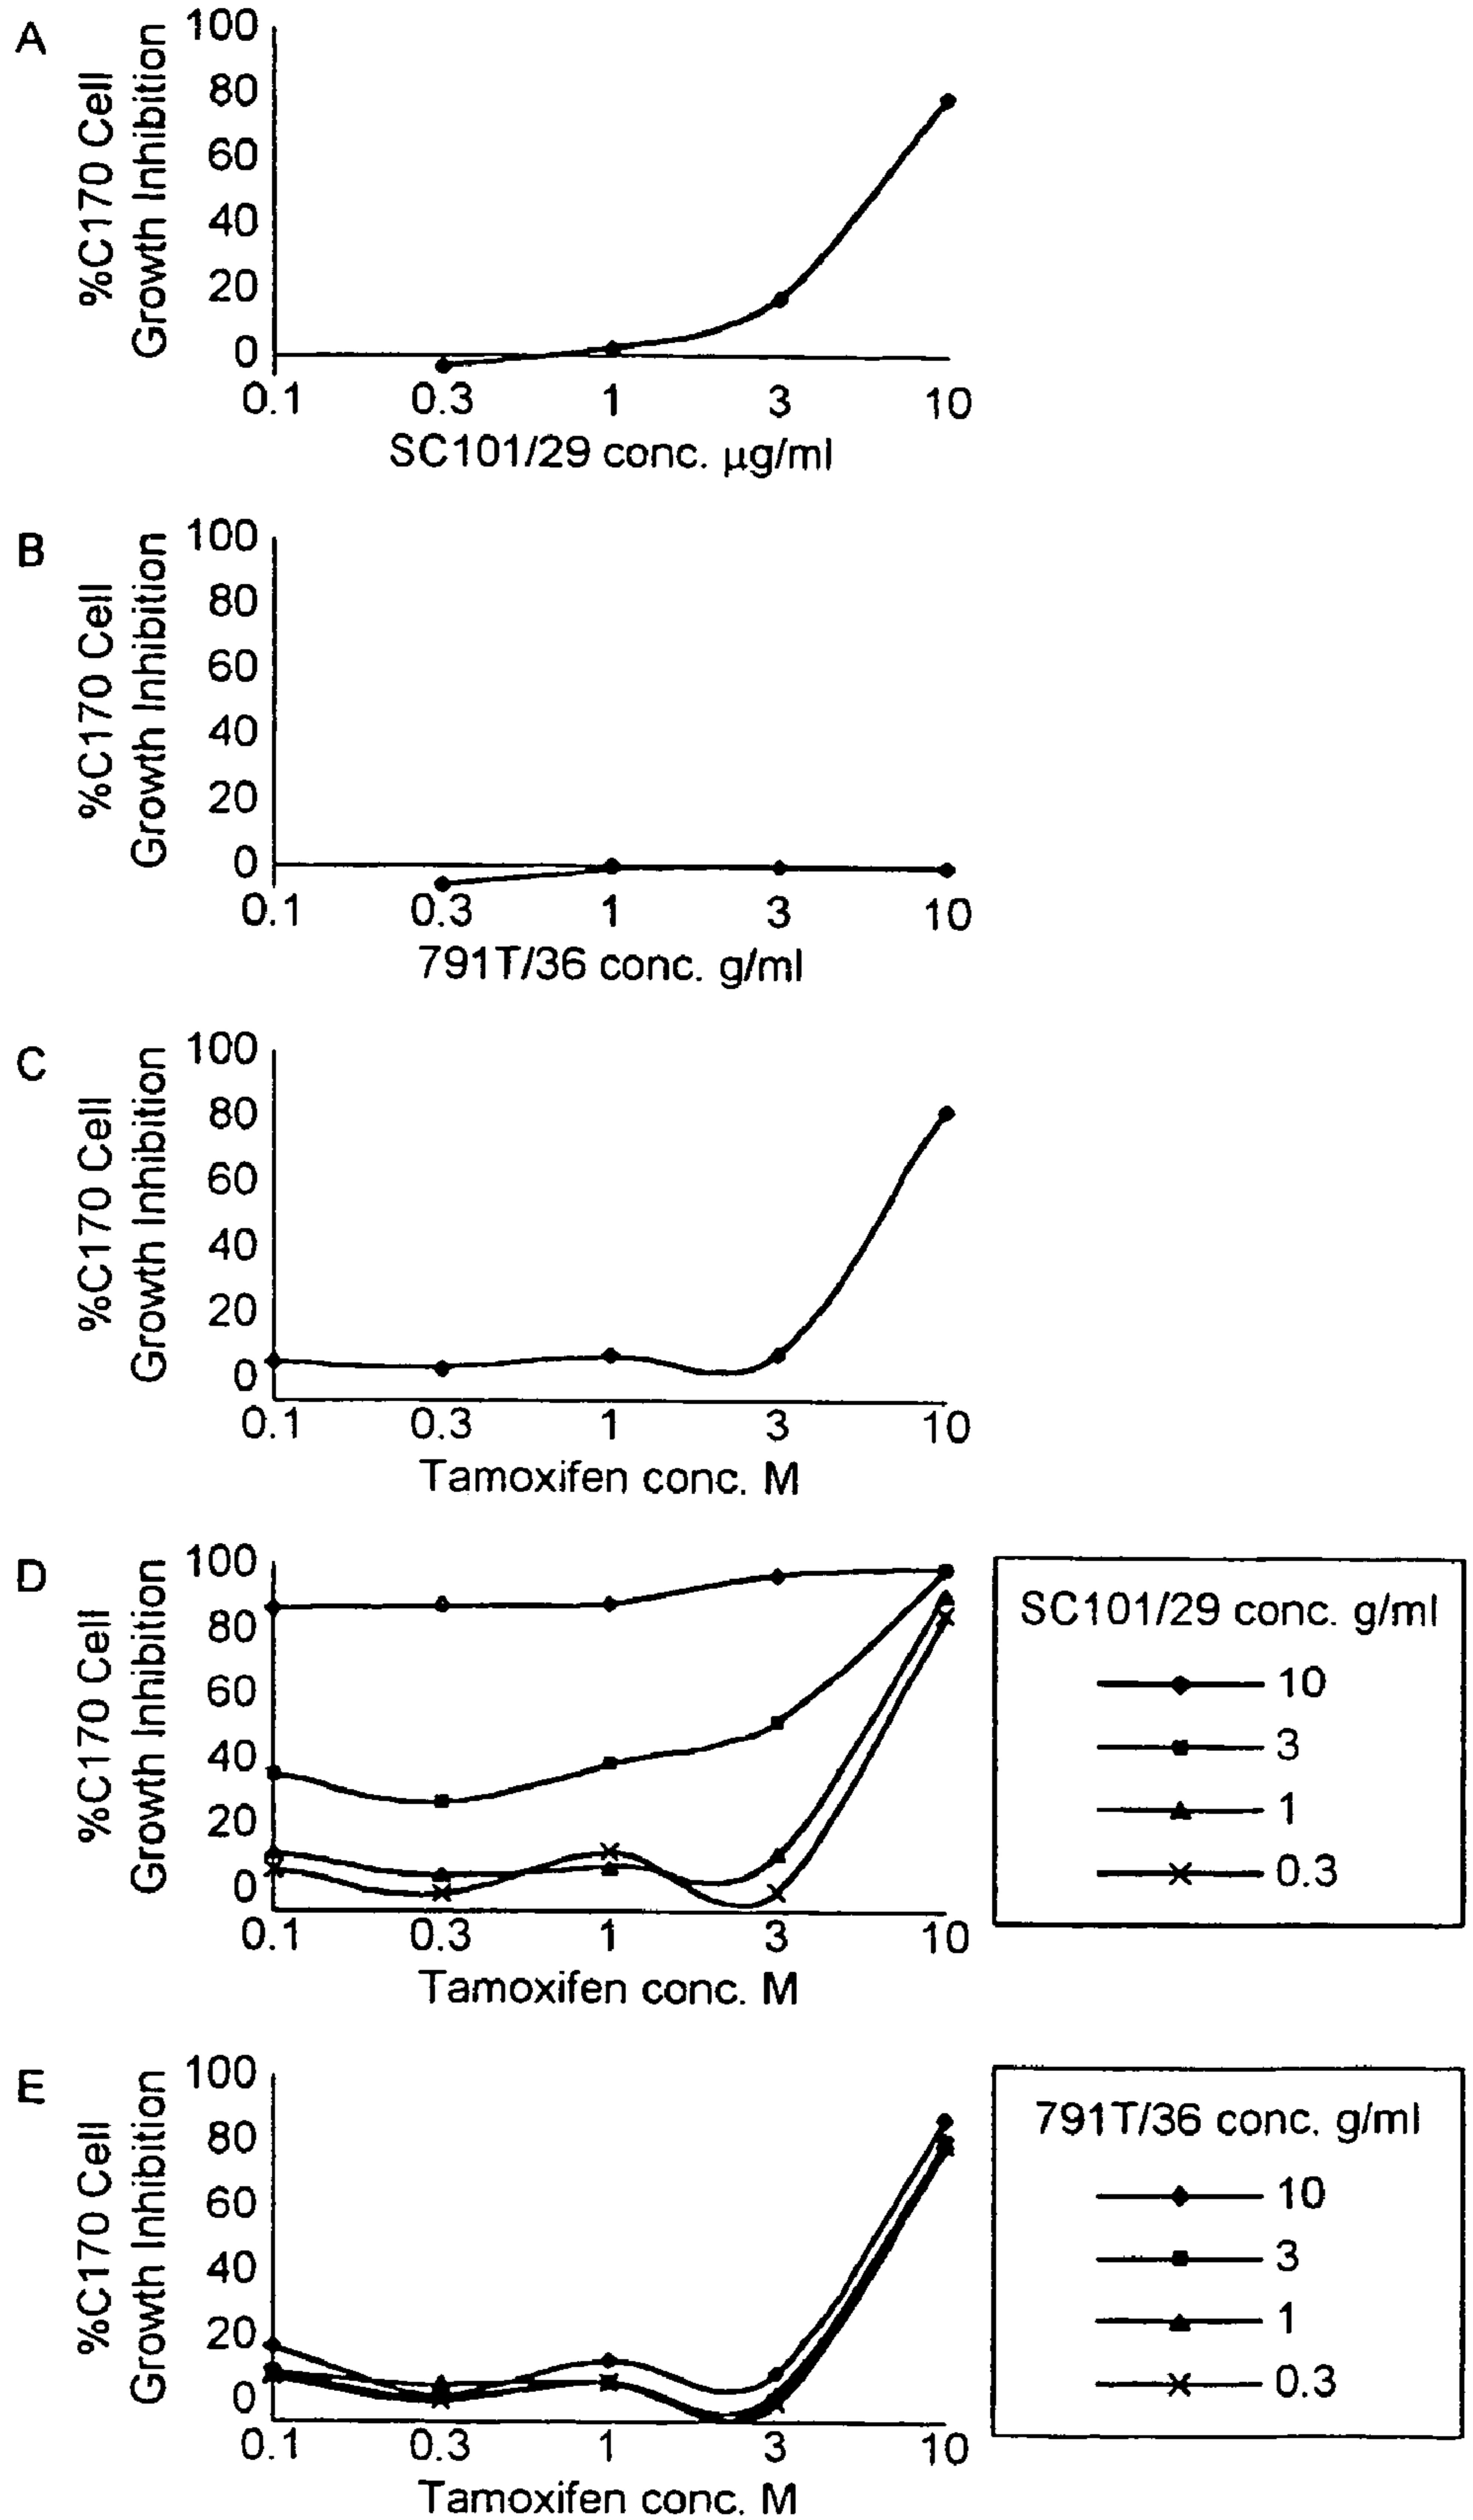 A
%C170 Cell
Growth Inhibition
100
80
60
40
20
0
0.1 0.3 1 3 10
SC101/29 conc. µg/ml
B
%C170 Cell
Growth Inhibition
100
80
60
40
20
0
0.1 0.3 1 3 10
791T/36 conc. g/ml
C
%C170 Cell
Growth Inhibition
100
80
60
40
20
0
0.1 0.3 1 3 10
Tamoxifen conc. M
D
%C170 Cell
Growth Inhibition
100
80
60
40
20
0
0.1 0.3 1 3 10
Tamoxifen conc. M
SC101/29 conc. g/ml
10
3
1
0.3
E
%C170 Cell
Growth Inhibition
100
80
60
40
20
0
0.1 0.3 1 3 10
Tamoxifen conc. M
791T/36 conc. g/ml
10
3
1
0.3